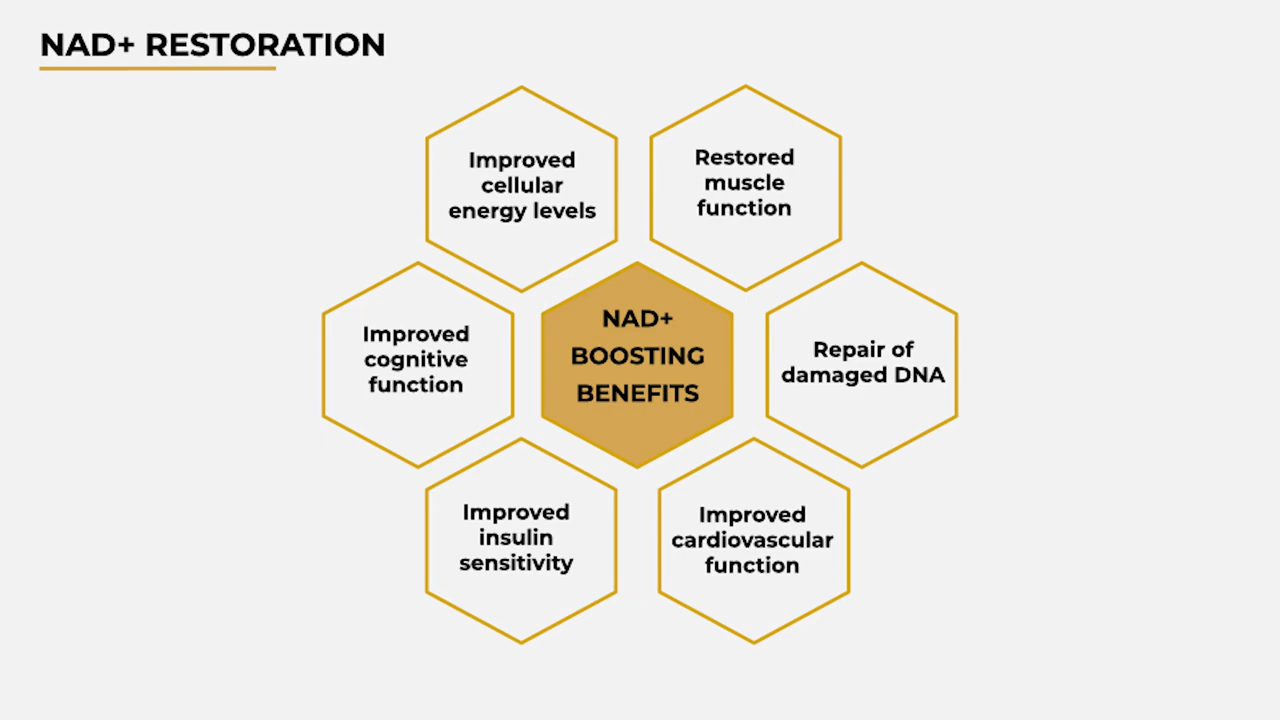 NAD+ RESTORATION
Improved
cellular
energy levels
Restored
muscle
function
Improved
cognitive
function
NAD+
BOOSTING
BENEFITS
Repair of
damaged DNA
Improved
insulin
sensitivity
Improved
cardiovascular
function